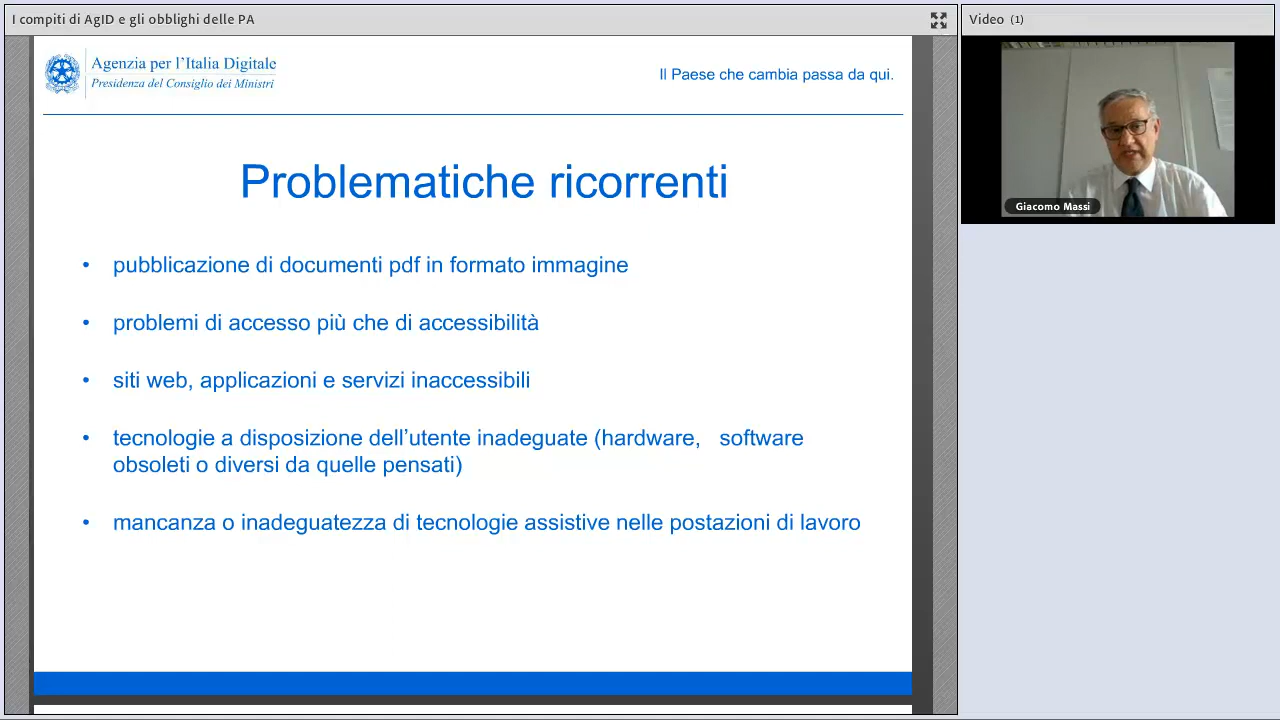 I compiti di AgID e gli obblighi delle PA
Video (1)
Agenzia per l'Italia Digitale
Presidenza del Consiglio dei Ministri
Il Paese che cambia passa da qui.
Giacomo Massi
Problematiche ricorrenti
• pubblicazione di documenti pdf in formato immagine
• problemi di accesso più che di accessibilità
• siti web, applicazioni e servizi inaccessibili
• tecnologie a disposizione dell’utente inadeguate (hardware, software
obsoleti o diversi da quelle pensati)
• mancanza o inadeguatezza di tecnologie assistive nelle postazioni di lavoro